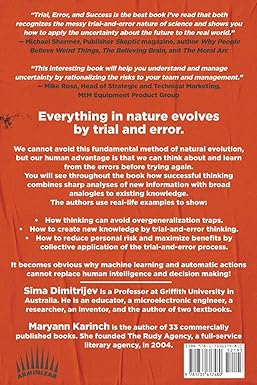 "Trial, Error, and Success is the best book I've read that both
recognizes the messy trial-and-error nature of science and shows
you how to apply the uncertainty about the future to the real world."
— Michael Shermer, Publisher Skeptic magazine, author Why People
Believe Weird Things, The Believing Brain, and The Moral Arc
"This interesting book will help you understand and manage
uncertainty by rationalizing the risks to your team and management."
— Mike Rosa, Head of Strategic and Technical Marketing,
MtM Equipment Product Group
Everything in nature evolves
by trial and error.
We cannot avoid this fundamental method of natural evolution,
but our human advantage is that we can think about and learn
from the errors before trying again.
You will see throughout the book how successful thinking
combines sharp analyses of new information with broad
analogies to existing knowledge.
The authors use real-life examples to show:
• How thinking can avoid overgeneralization traps.
• How to create new knowledge by trial-and-error thinking.
• How to reduce personal risk and maximize benefits by
collective application of the trial-and-error process.
It becomes obvious why machine learning and automatic actions
cannot replace human intelligence and decision making!
Sima Dimitrijev is a Professor at Griffith University in
Australia. He is an educator, a microelectronic engineer, a
researcher, an inventor, and the author of two textbooks.
Maryann Karinch is the author of 33 commercially
published books. She founded The Rudy Agency, a full-service
literary agency, in 2004.
ARMINLEAR